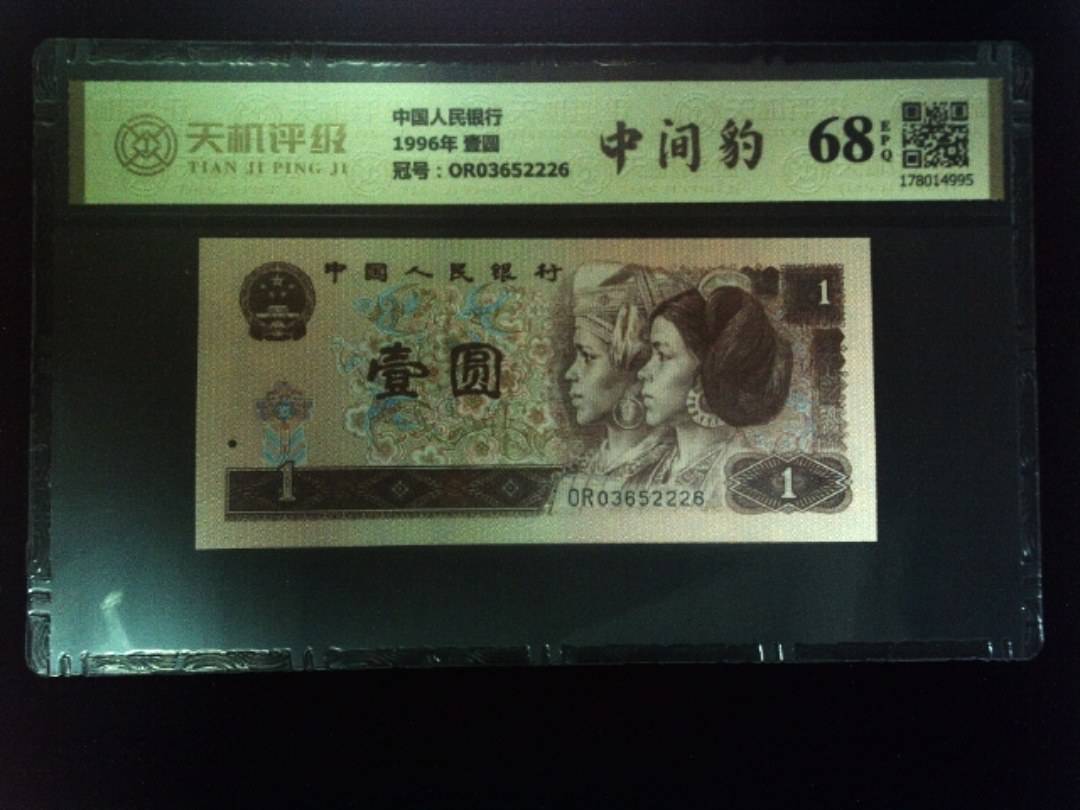 天机评级
TIAN JI PING JI
中国人民银行
1996年 壹圆
冠号：OR03652226
中间豹
68
EPQ
178014995
中国人民银行
1
壹圆
1
OR03652226
1